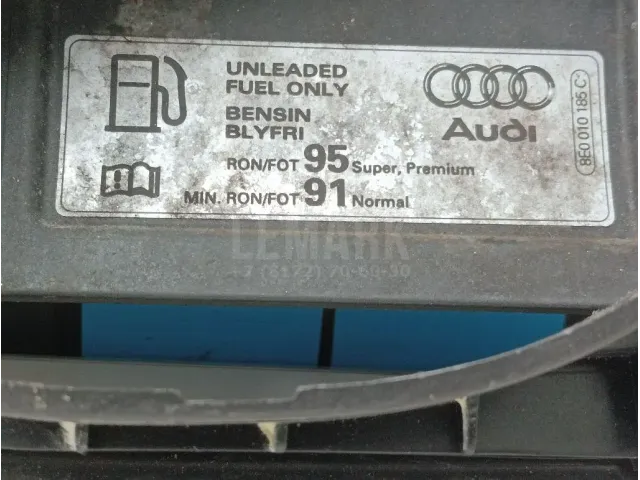 UNLEADED
FUEL ONLY
BENSIN
BLYFRI
RON/FOT 95 Super, Premium
MIN. RON/FOT 91 Normal
Audi
8E0 010 185 C
LEMARK